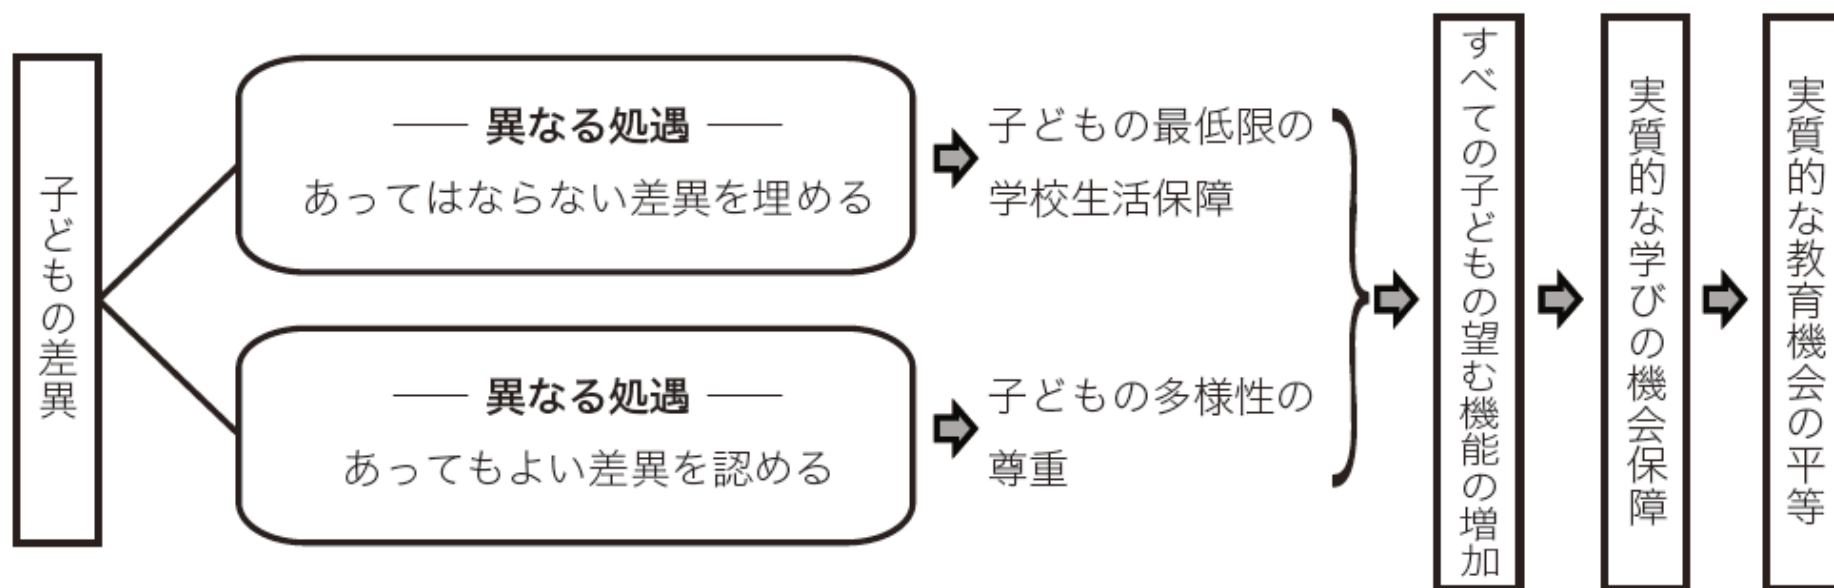 子どもの差異
異なる処遇
あってはならない差異を埋める
子どもの最低限の
学校生活保障
異なる処遇
あってもよい差異を認める
子どもの多様性の
尊重
すべての子どもの望む機能の増加
実質的な学びの機会保障
実質的な教育機会の平等